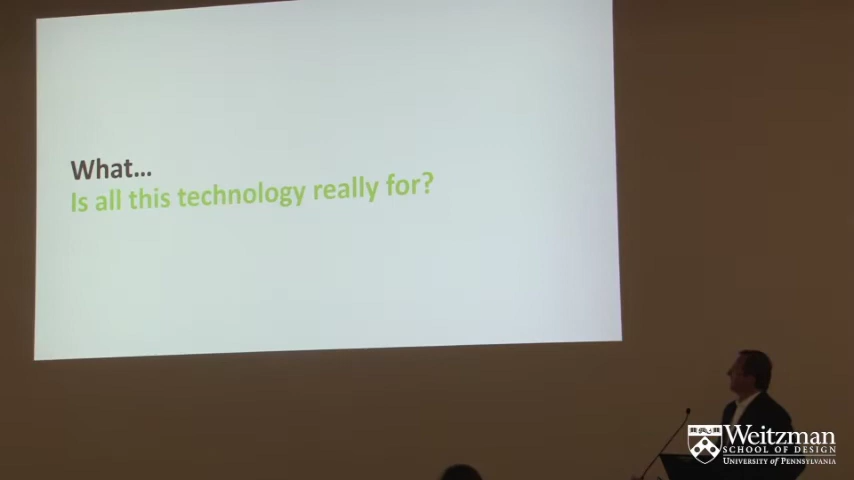 What...
Is all this technology really for?
Weitzman
SCHOOL OF DESIGN
UNIVERSITY of PENNSYLVANIA